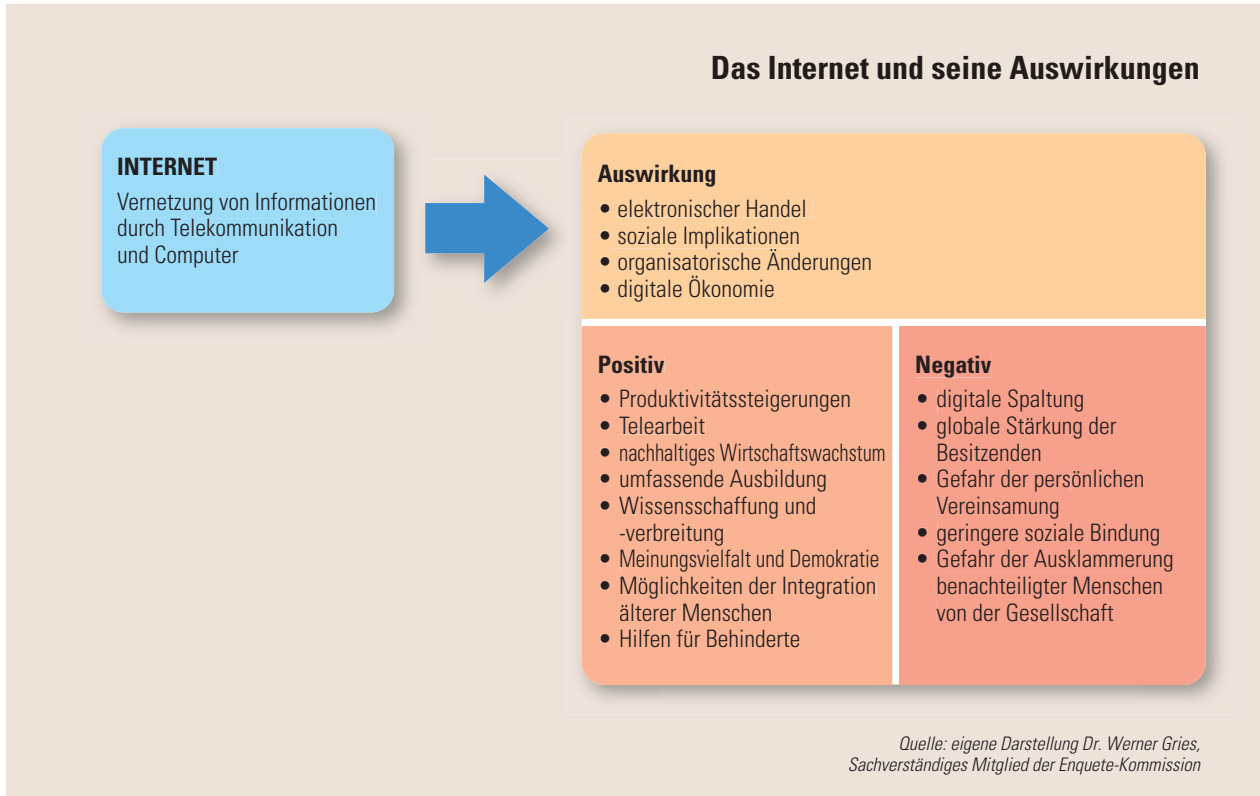 Das Internet und seine Auswirkungen
INTERNET
Vernetzung von Informationen
durch Telekommunikation
und Computer
Auswirkung
• elektronischer Handel
• soziale Implikationen
• organisatorische Änderungen
• digitale Ökonomie
Positiv
• Produktivitätssteigerungen
• Telearbeit
• nachhaltiges Wirtschaftswachstum
• umfassende Ausbildung
• Wissensschaffung und
-verbreitung
• Meinungsvielfalt und Demokratie
• Möglichkeiten der Integration
älterer Menschen
• Hilfen für Behinderte
Negativ
• digitale Spaltung
• globale Stärkung der
Besitzenden
• Gefahr der persönlichen
Vereinsamung
• geringere soziale Bindung
• Gefahr der Ausklammerung
benachteiligter Menschen
von der Gesellschaft
Quelle: eigene Darstellung Dr. Werner Gries,
Sachverständiges Mitglied der Enquete-Kommission